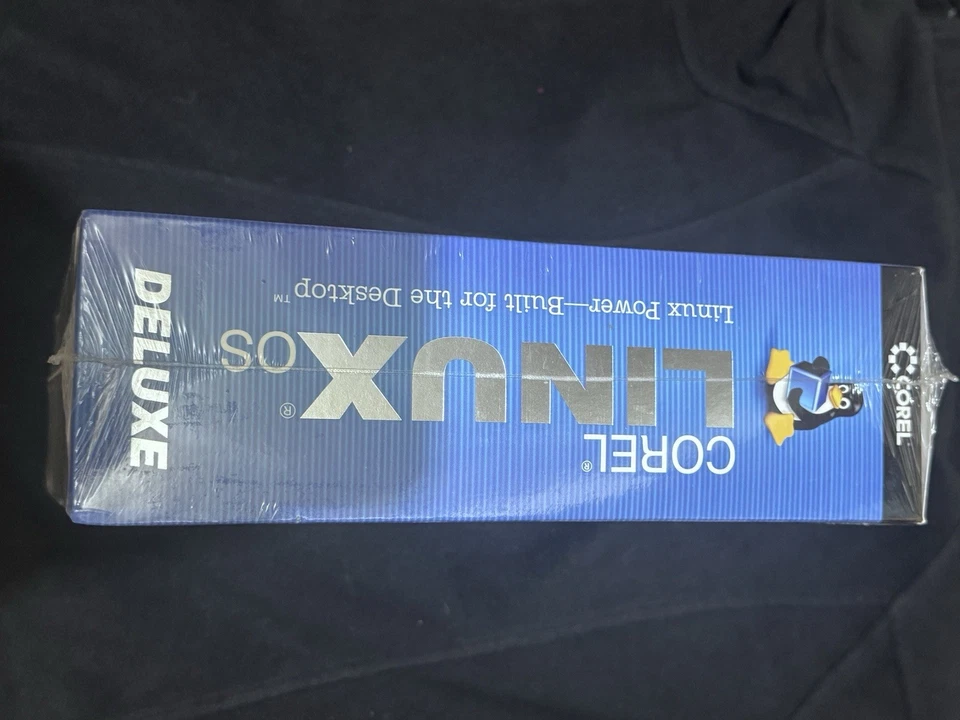 COREL
COREL®
LINUX® OS
Linux Power—Built for the Desktop™
DELUXE